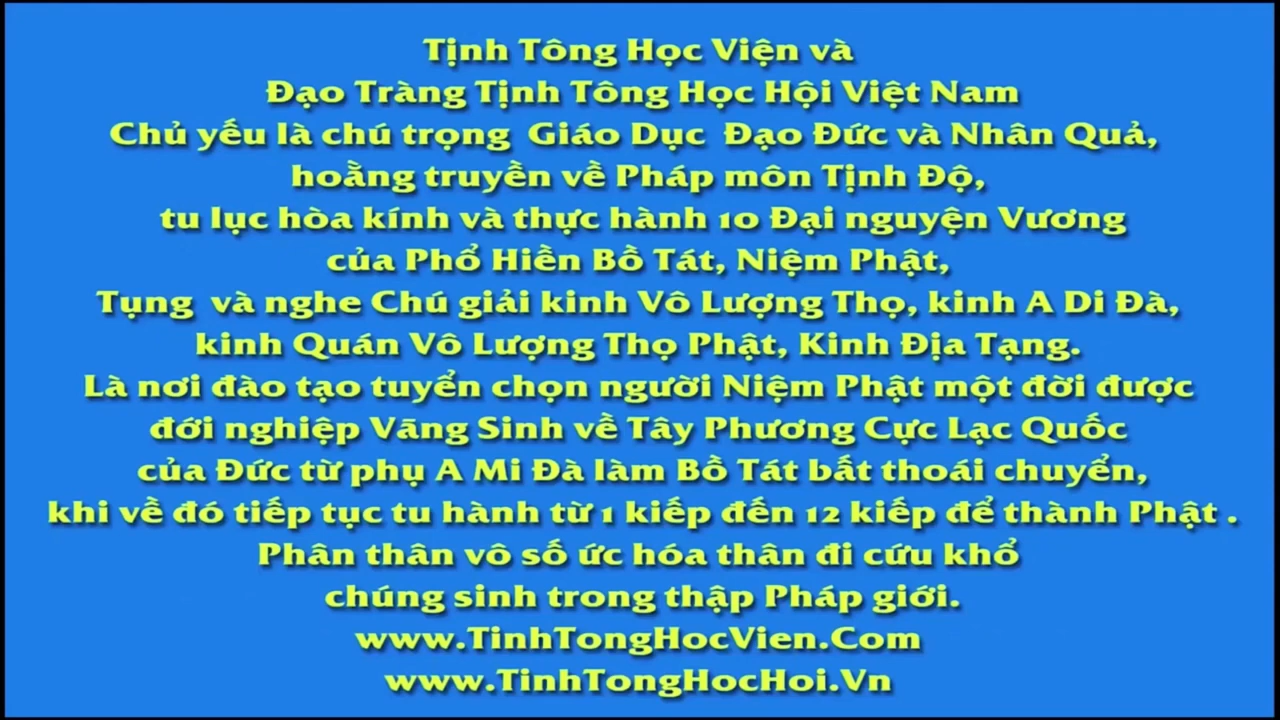 Tịnh Tông Học Viện và
Đạo Tràng Tịnh Tông Học Hội Việt Nam
Chủ yếu là chú trọng Giáo Dục Đạo Đức và Nhân Quả,
hoằng truyền về Pháp môn Tịnh Độ,
tu lục hòa kính và thực hành 10 Đại nguyện Vương
của Phổ Hiền Bồ Tát, Niệm Phật,
Tụng và nghe Chú giải kinh Vô Lượng Thọ, kinh A Di Đà,
kinh Quán Vô Lượng Thọ Phật, Kinh Địa Tạng.
Là nơi đào tạo tuyển chọn người Niệm Phật một đời được
đới nghiệp Vãng Sinh về Tây Phương Cực Lạc Quốc
của Đức từ phụ A Mi Đà làm Bồ Tát bất thoái chuyển,
khi về đó tiếp tục tu hành từ 1 kiếp đến 12 kiếp để thành Phật .
Phân thân vô số ức hóa thân đi cứu khổ
chúng sinh trong thập Pháp giới.
www.TinhTongHocVien.Com
www.TinhTongHocHoi.Vn